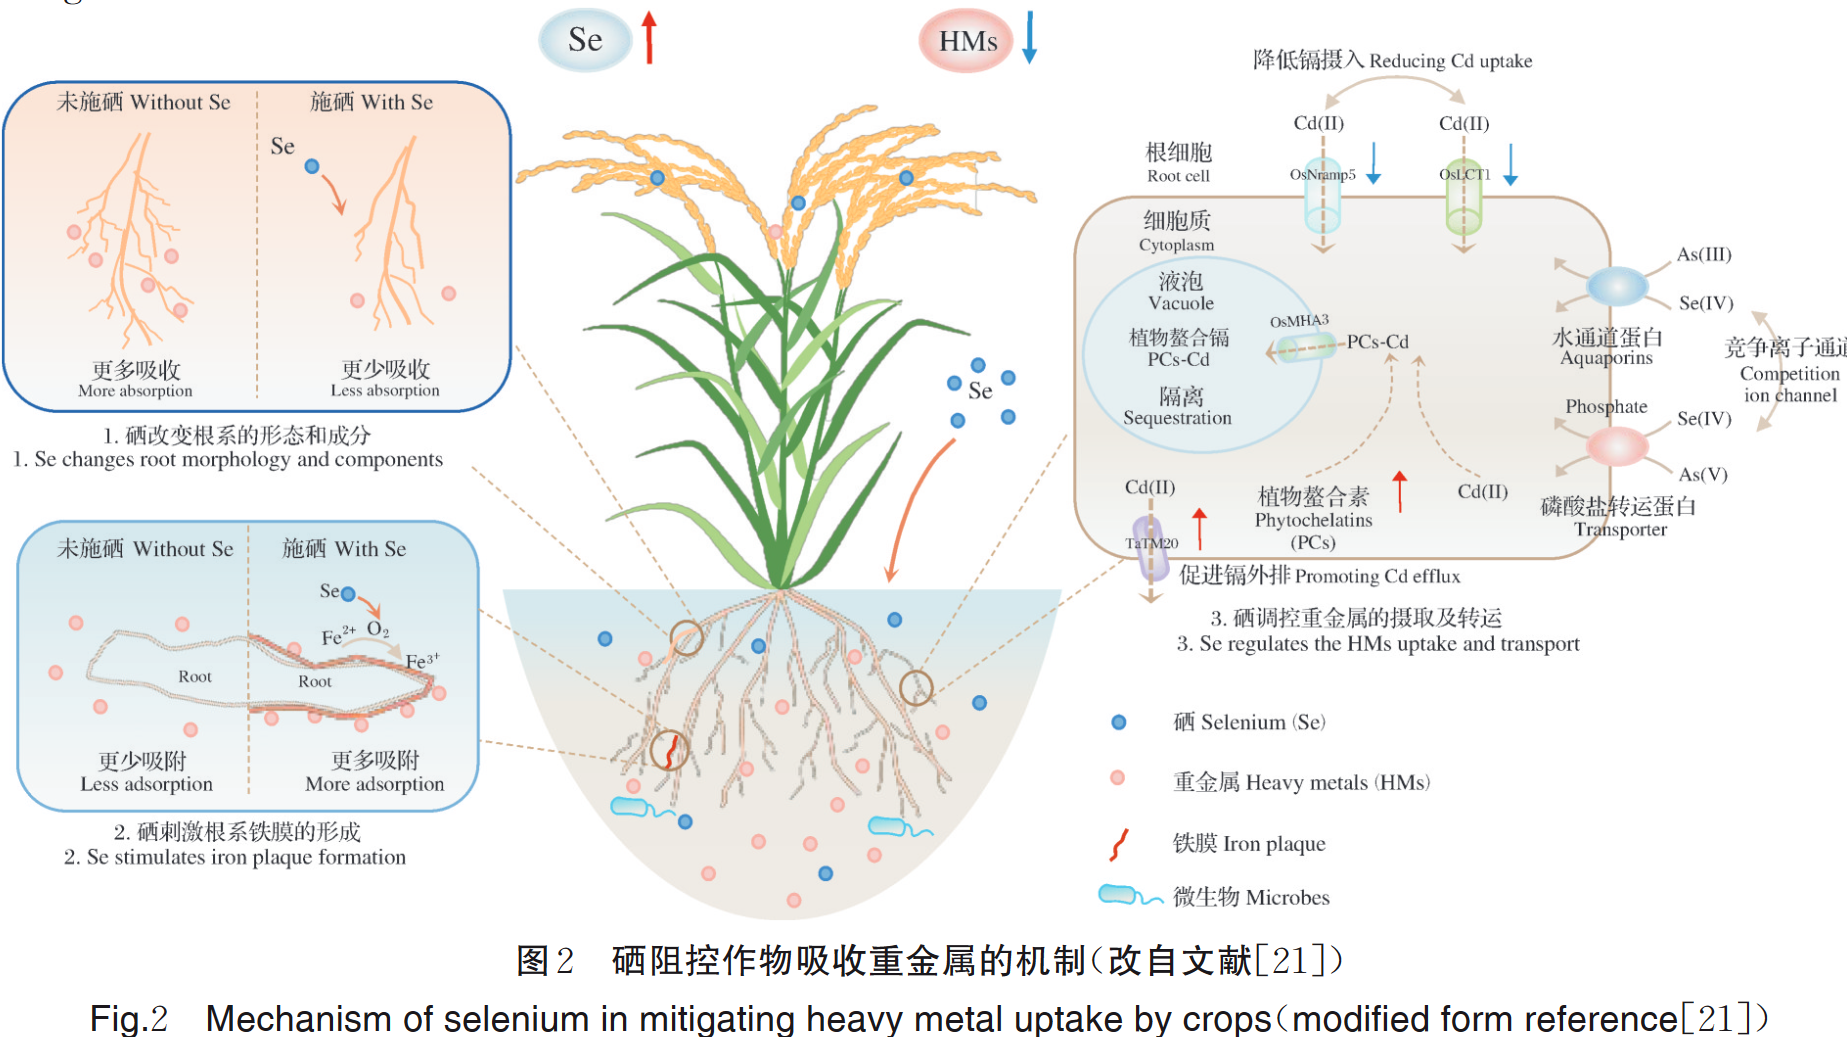 Se
HMs
未施硒 Without Se
施硒 With Se
Se
更多吸收
More absorption
更少吸收
Less absorption
1. 硒改变根系的形态和成分
1. Se changes root morphology and components
未施硒 Without Se
施硒 With Se
Se
Fe²⁺
O₂
Fe³⁺
Root
Root
更少吸附
Less adsorption
更多吸附
More adsorption
2. 硒刺激根系铁膜的形成
2. Se stimulates iron plaque formation
Se
降低镉摄入 Reducing Cd uptake
Cd(II)
Cd(II)
根细胞
Root cell
OsNramp5
OsLCT1
细胞质
Cytoplasm
液泡
Vacuole
植物螯合镉
PCs-Cd
隔离
Sequestration
OsMHA3
PCs-Cd
As(III)
Se(IV)
水通道蛋白
Aquaporins
竞争离子通道
Competition
ion channel
Phosphate
Se(IV)
As(V)
磷酸盐转运蛋白
Transporter
Cd(II)
TaTM20
植物螯合素
Phytochelatins
(PCs)
Cd(II)
促进镉外排 Promoting Cd efflux
3. 硒调控重金属的摄取及转运
3. Se regulates the HMs uptake and transport
硒 Selenium (Se)
重金属 Heavy metals (HMs)
铁膜 Iron plaque
微生物 Microbes
图2 硒阻控作物吸收重金属的机制(改自文献[21])
Fig.2 Mechanism of selenium in mitigating heavy metal uptake by crops(modified form reference[21])